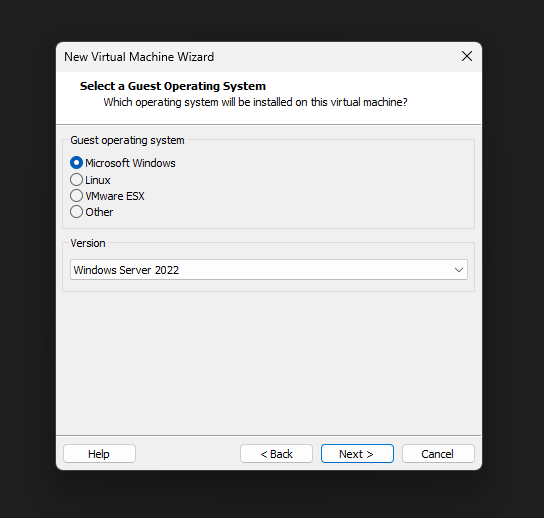 New Virtual Machine Wizard
Select a Guest Operating System
Which operating system will be installed on this virtual machine?
Guest operating system
Microsoft Windows
Linux
VMware ESX
Other
Version
Windows Server 2022
Help
< Back
Next >
Cancel